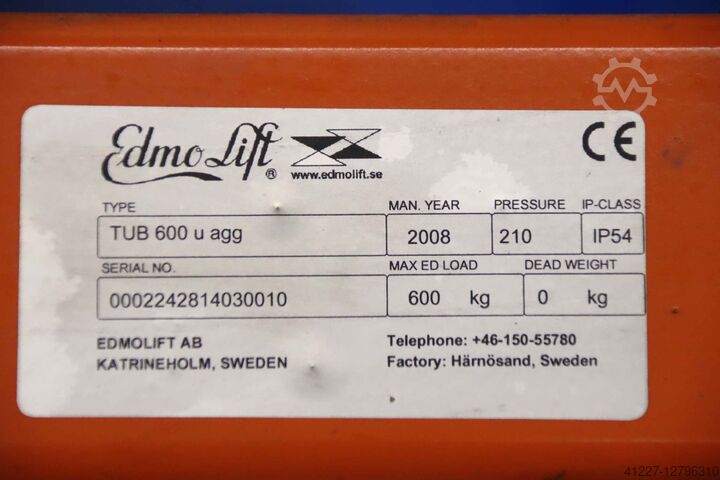 Edmo Lift ®
www.edmolift.se
CE
TYPE MAN. YEAR PRESSURE IP-CLASS
TUB 600 u agg 2008 210 IP54
SERIAL NO. MAX ED LOAD DEAD WEIGHT
0002242814030010 600 kg 0 kg
EDMOLIFT AB Telephone: +46-150-55780
KATRINEHOLM, SWEDEN Factory: Härnösand, Sweden
41227-12796310